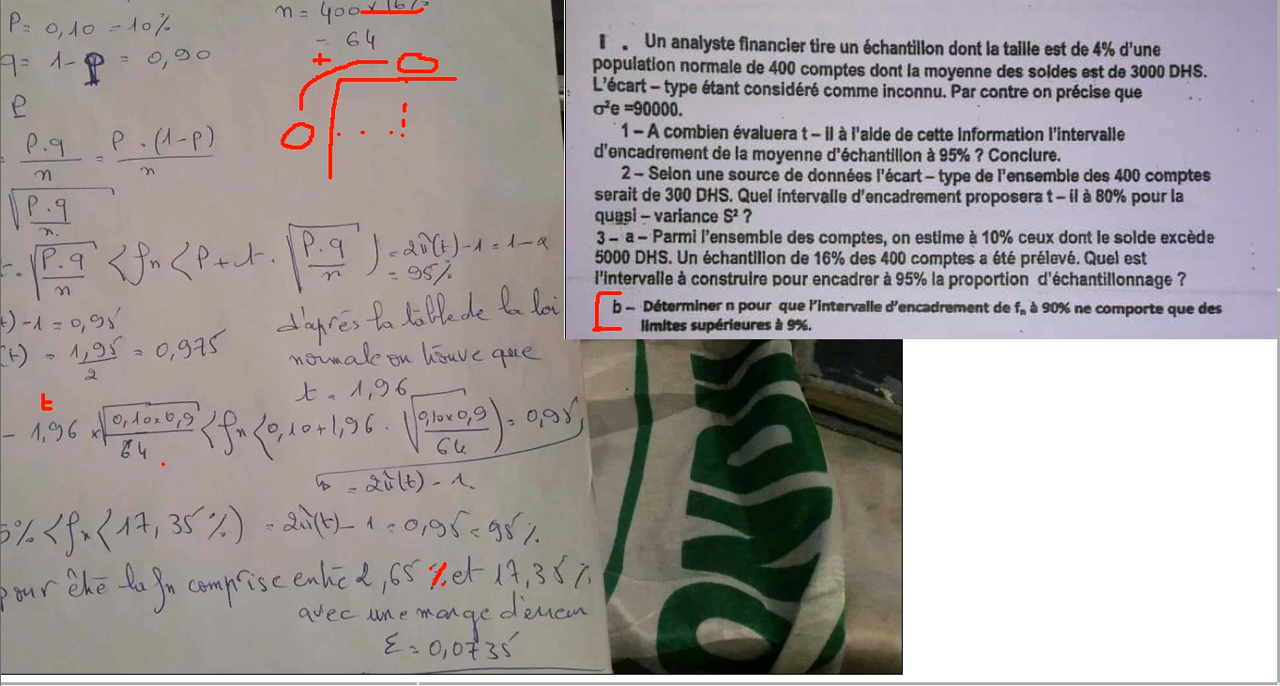 P = 0,10 = 10%
q = 1 - p = 0,90
n = 400 x 16%
= 64
P
P.q / n = P.(1-p) / n
√(P.q / n)
√(P.q / n) < fn < P + t . √(P.q / n) ) = 2π(t) - 1 = 1 - α
= 95%
t) - 1 = 0,95
(t) = 1,95 / 2 = 0,975
d'après la table de la loi
normale on trouve que
t = 1,96
t
- 1,96 x √(0,10x0,9 / 64) < fn < 0,10 + 1,96 . √(0,10x0,9 / 64) ) = 0,95
= 2π(t) - 1.
5% < fn < 17,35%) = 2π(t) - 1 = 0,95 = 95%
pour été la fn comprise entre 2,65 % et 17,35%
avec une marge d'erreur
ε = 0,0735
I . Un analyste financier tire un échantillon dont la taille est de 4% d'une
population normale de 400 comptes dont la moyenne des soldes est de 3000 DHS.
L'écart – type étant considéré comme inconnu. Par contre on précise que
σ²e =90000.
1 – A combien évaluera t – il à l'aide de cette Information l'intervalle
d'encadrement de la moyenne d'échantillon à 95% ? Conclure.
2 – Selon une source de données l'écart – type de l'ensemble des 400 comptes
serait de 300 DHS. Quel intervalle d'encadrement proposera t – il à 80% pour la
quasi – variance S² ?
3 – a – Parmi l'ensemble des comptes, on estime à 10% ceux dont le solde excède
5000 DHS. Un échantillon de 16% des 400 comptes a été prélevé. Quel est
l'intervalle à construire pour encadrer à 95% la proportion d'échantillonnage ?
b – Déterminer n pour que l'intervalle d'encadrement de fn à 90% ne comporte que des
limites supérieures à 9%.